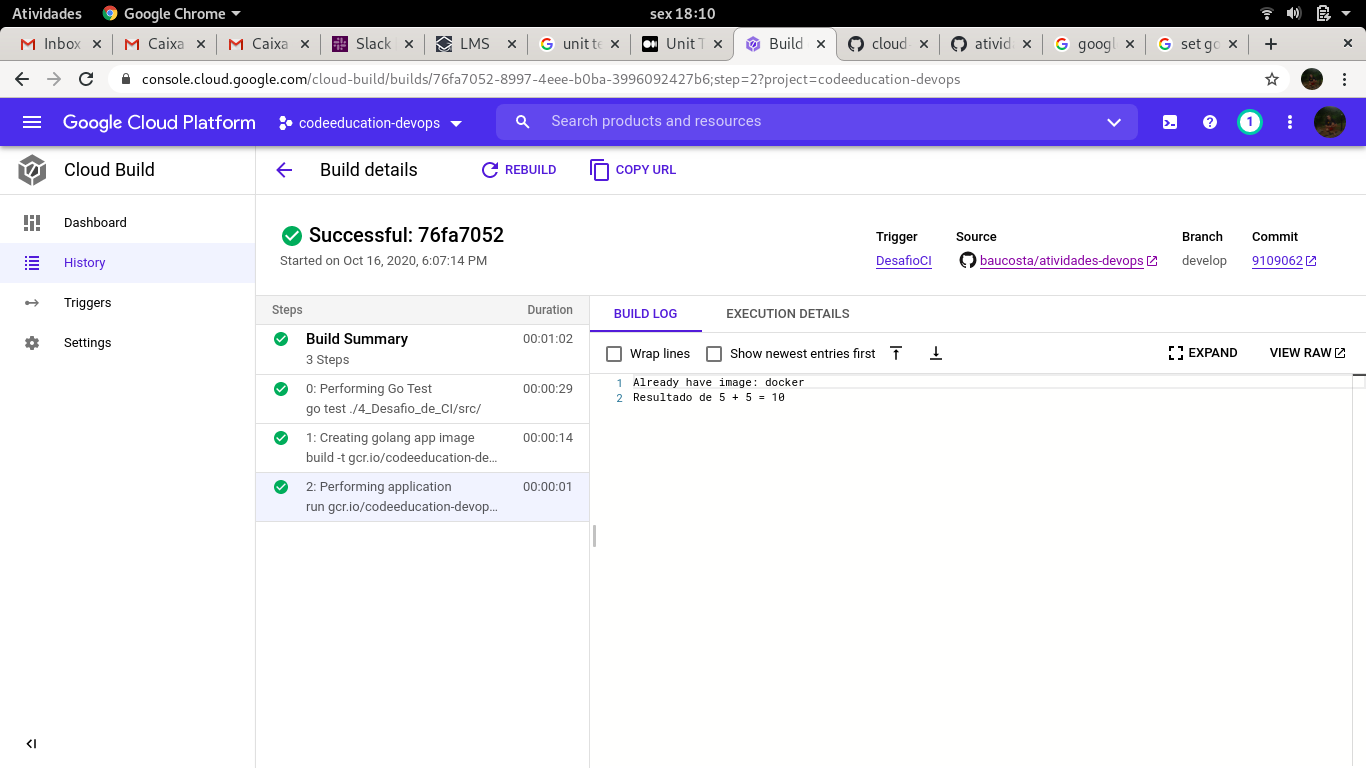 Atividades
Google Chrome
sex 18:10
Inbox
Caixa
Caixa
Slack
LMS
unit te
Unit T
Build
cloud
ativid
googl
set go
console.cloud.google.com/cloud-build/builds/76fa7052-8997-4eee-b0ba-3996092427b6;step=2?project=codeeducation-devops
Google Cloud Platform
codeeducation-devops
Search products and resources
1
Cloud Build
Build details
REBUILD
COPY URL
Dashboard
History
Triggers
Settings
Successful: 76fa7052
Started on Oct 16, 2020, 6:07:14 PM
Trigger
Source
Branch
Commit
DesafioCI
baucosta/atividades-devops
develop
9109062
Steps
Duration
Build Summary
00:01:02
3 Steps
0: Performing Go Test
00:00:29
go test ./4_Desafio_de_CI/src/
1: Creating golang app image
00:00:14
build -t gcr.io/codeeducation-de…
2: Performing application
00:00:01
run gcr.io/codeeducation-devop…
BUILD LOG
EXECUTION DETAILS
Wrap lines
Show newest entries first
EXPAND
VIEW RAW
1 Already have image: docker
2 Resultado de 5 + 5 = 10